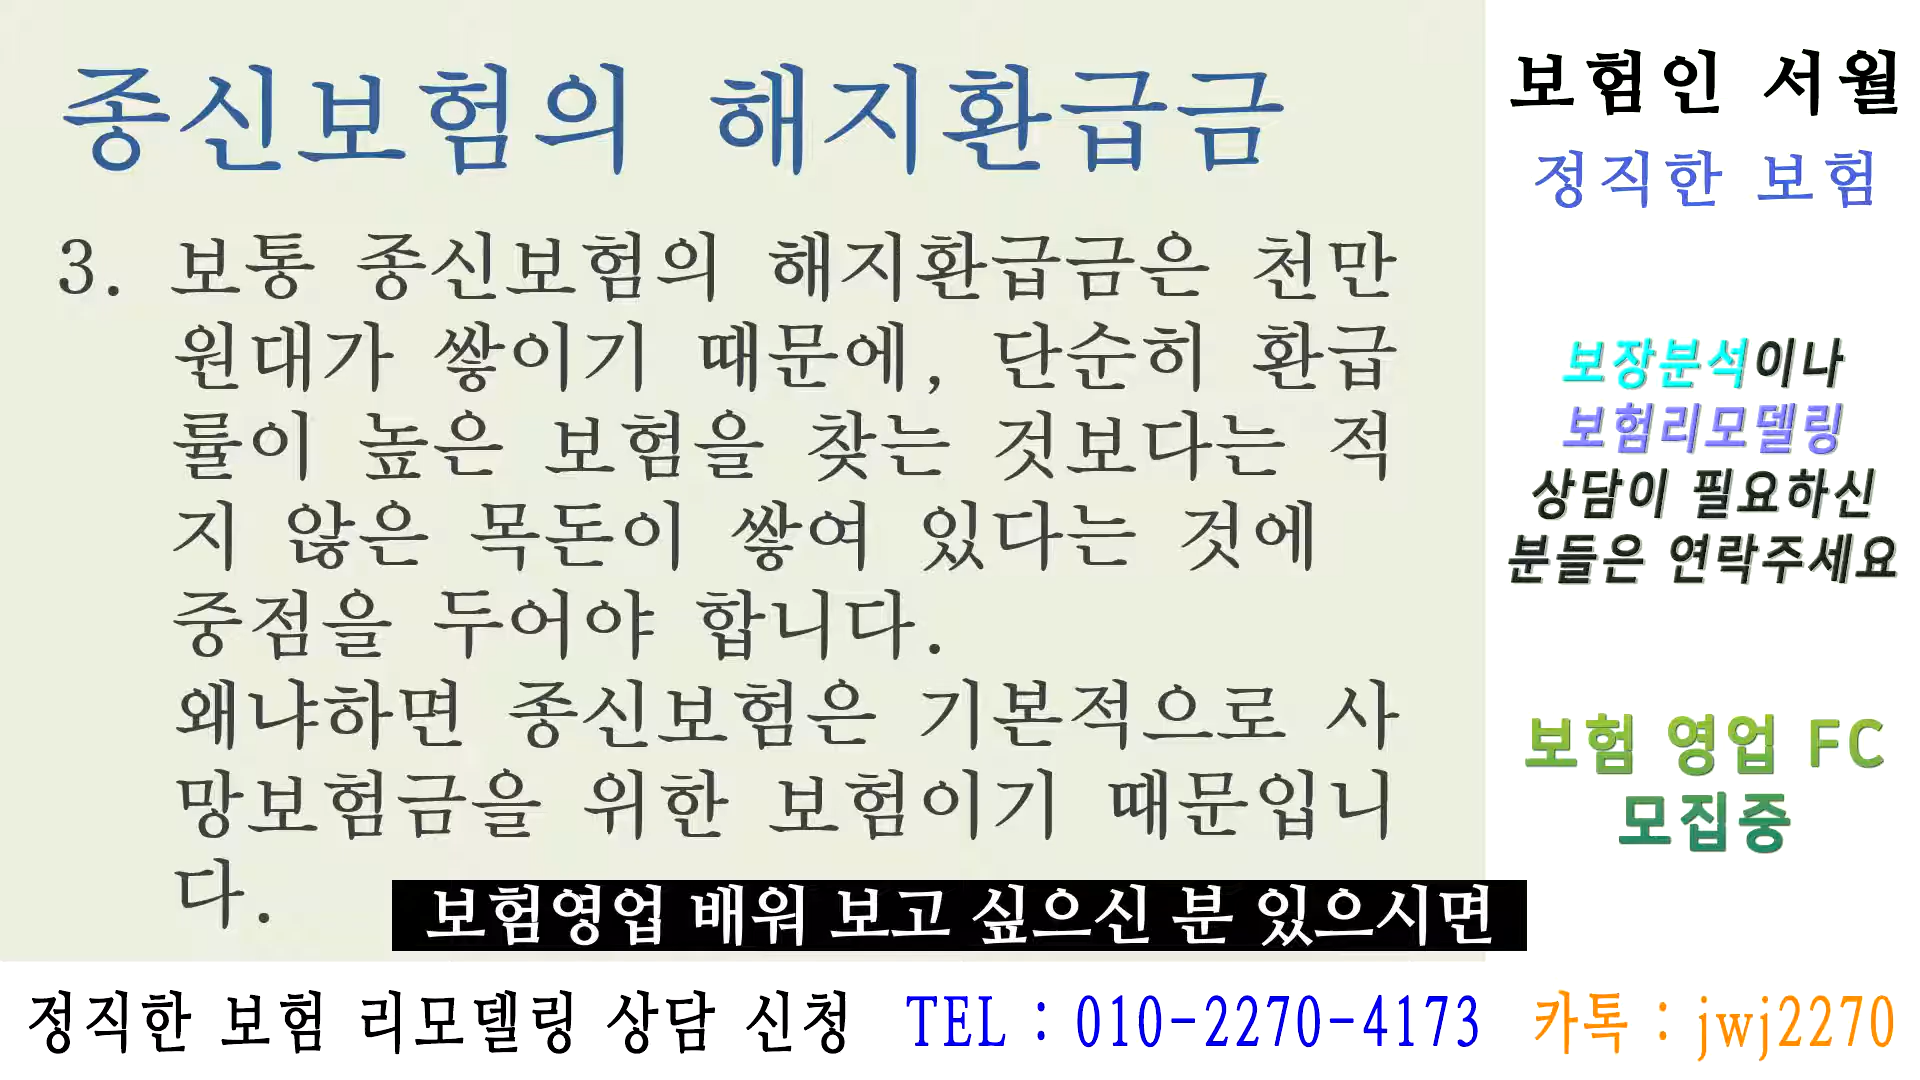 종신보험의 해지환급금
3. 보통 종신보험의 해지환급금은 천만
원대가 쌓이기 때문에, 단순히 환급
률이 높은 보험을 찾는 것보다는 적
지 않은 목돈이 쌓여 있다는 것에
중점을 두어야 합니다.
왜냐하면 종신보험은 기본적으로 사
망보험금을 위한 보험이기 때문입니
다.
보험영업 배워 보고 싶으신 분 있으시면
보험인 서월
정직한 보험
보장분석이나
보험리모델링
상담이 필요하신
분들은 연락주세요
보험 영업 FC
모집중
정직한 보험 리모델링 상담 신청 TEL : 010-2270-4173 카톡 : jwj2270